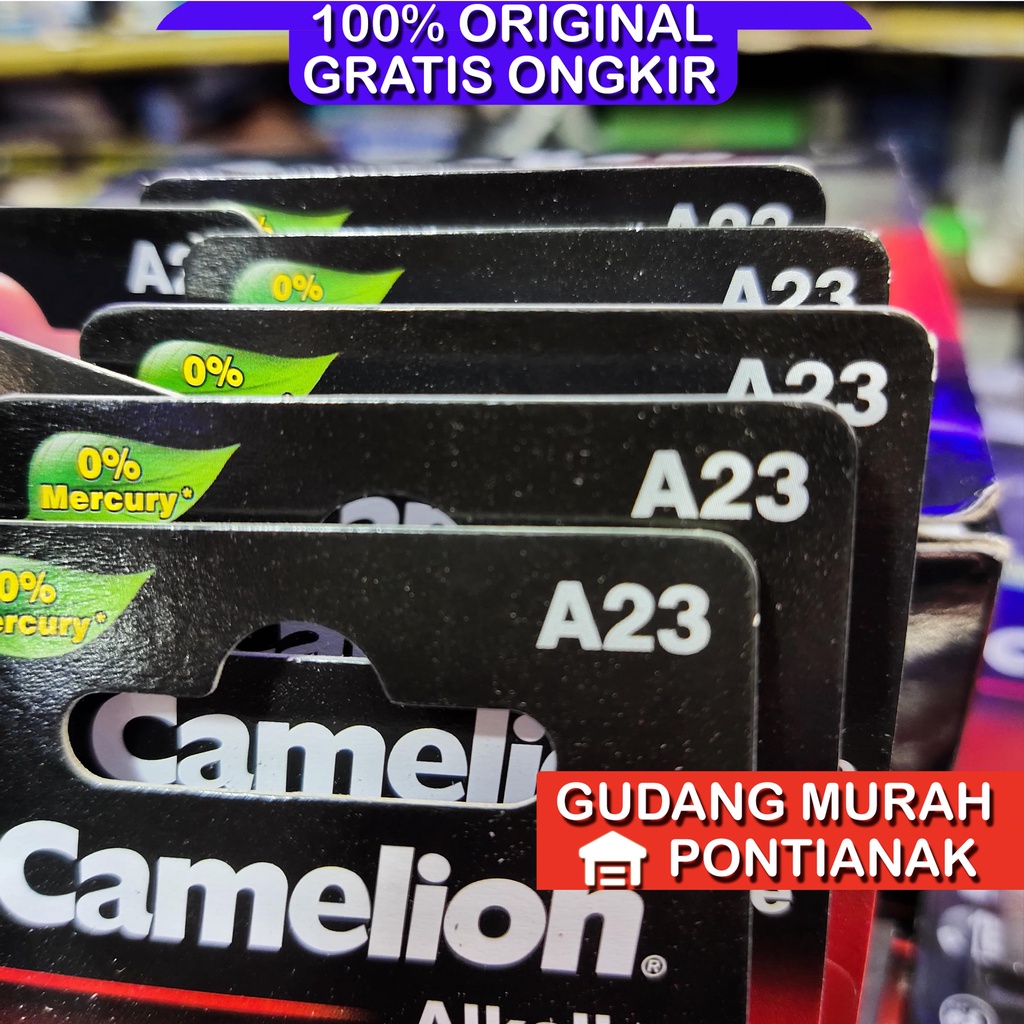 100% ORIGINAL
GRATIS ONGKIR
A23
0%
A23
0%
A23
0%
Mercury*
A23
0%
A23
Cameli
GUDANG MURAH
PONTIANAK
Camelion®